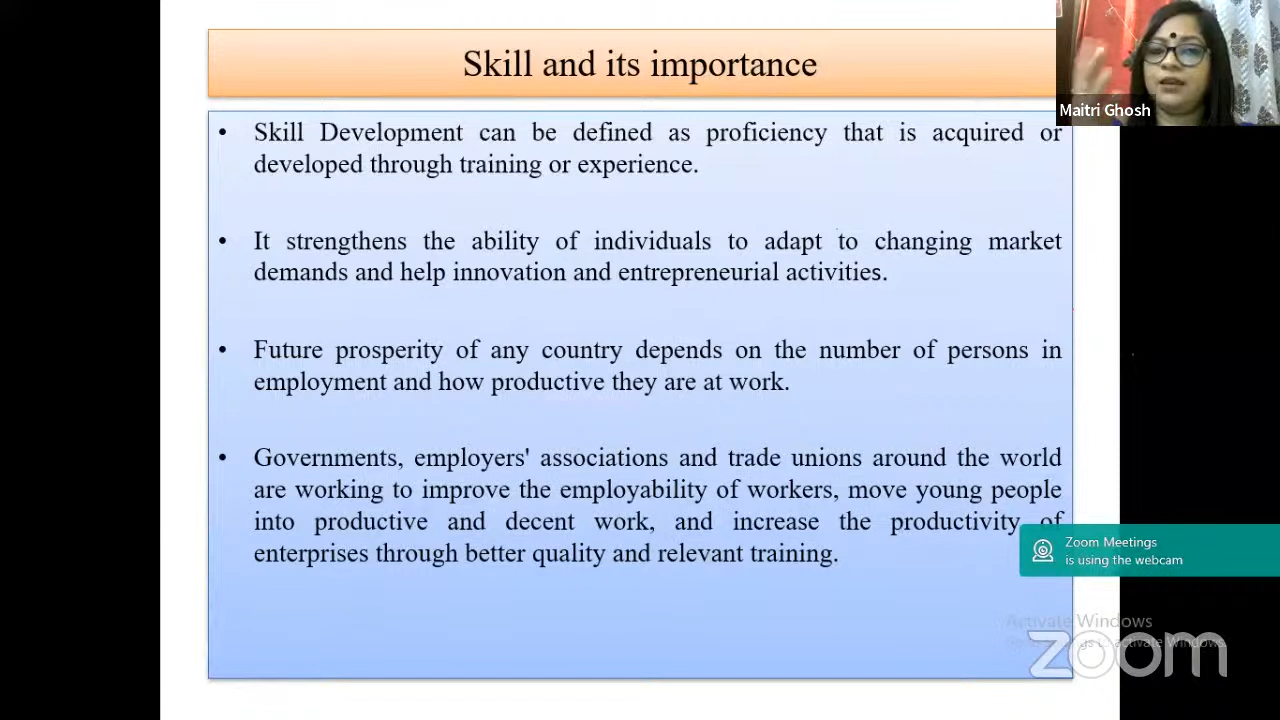 Skill and its importance
Maitri Ghosh
• Skill Development can be defined as proficiency that is acquired or
developed through training or experience.
• It strengthens the ability of individuals to adapt to changing market
demands and help innovation and entrepreneurial activities.
• Future prosperity of any country depends on the number of persons in
employment and how productive they are at work.
• Governments, employers' associations and trade unions around the world
are working to improve the employability of workers, move young people
into productive and decent work, and increase the productivity of
enterprises through better quality and relevant training.
Zoom Meetings
is using the webcam
Activate Windows
to activate Windows.
zoom